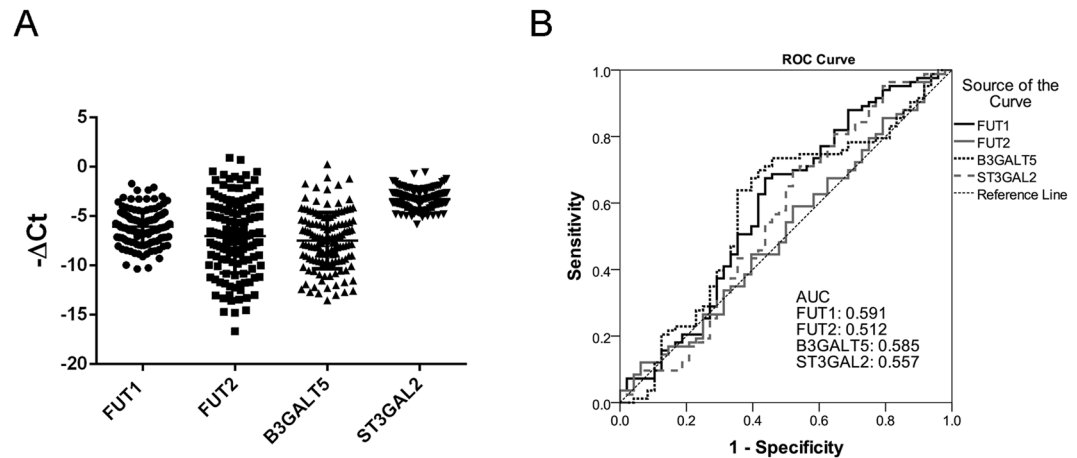 A
5
0
-5
-10
-15
-20
-ΔCt
FUT1
FUT2
B3GALT5
ST3GAL2
B
ROC Curve
1.0
0.8
0.6
0.4
0.2
0.0
Sensitivity
0.0 0.2 0.4 0.6 0.8 1.0
1 - Specificity
AUC
FUT1: 0.591
FUT2: 0.512
B3GALT5: 0.585
ST3GAL2: 0.557
Source of the
Curve
FUT1
FUT2
B3GALT5
ST3GAL2
Reference Line